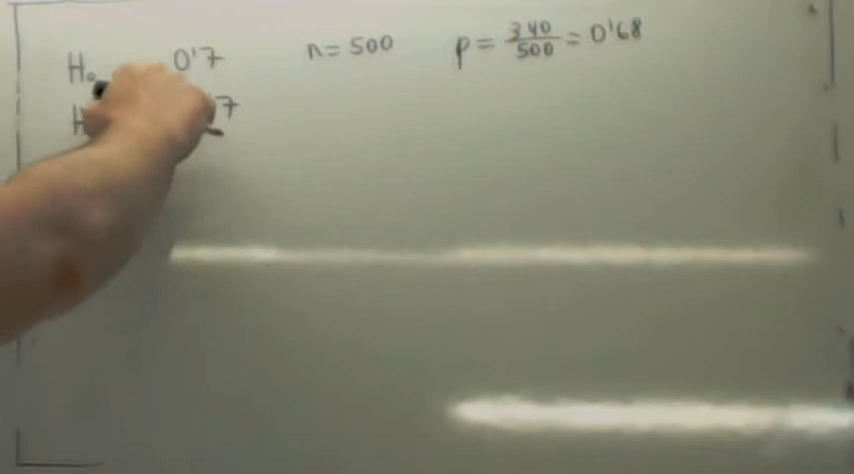 H₀ 0'7 n = 500 p = 340/500 = 0'68
H '7